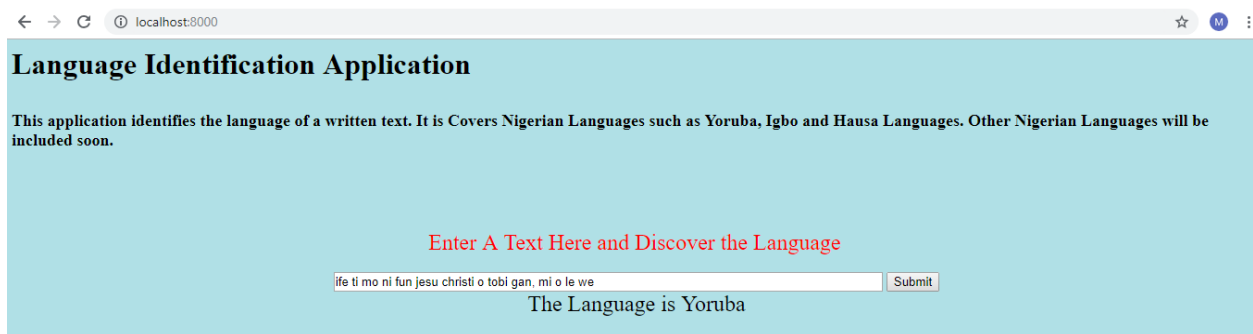 localhost:8000
M
Language Identification Application
This application identifies the language of a written text. It is Covers Nigerian Languages such as Yoruba, Igbo and Hausa Languages. Other Nigerian Languages will be
included soon.
Enter A Text Here and Discover the Language
ife ti mo ni fun jesu christi o tobi gan, mi o le we Submit
The Language is Yoruba